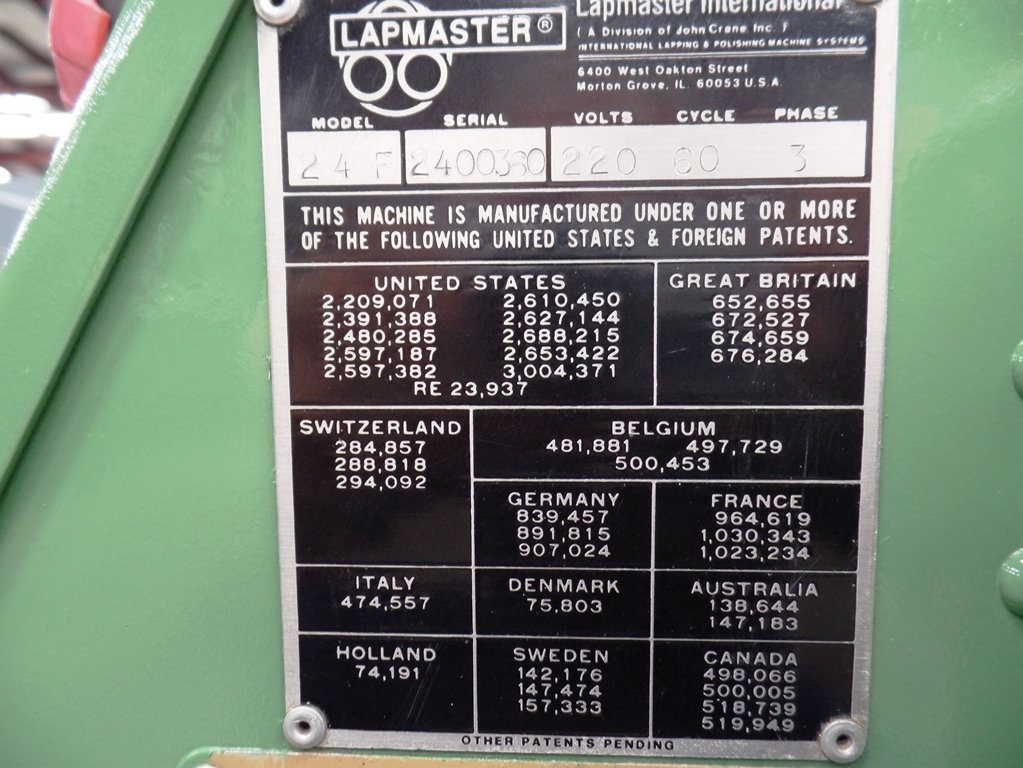 LAPMASTER®
Lapmaster International
( A Division of John Crane Inc. )
INTERNATIONAL LAPPING & POLISHING MACHINE SYSTEMS
6400 West Oakton Street
Morton Grove, IL. 60053 U.S.A.
MODEL SERIAL VOLTS CYCLE PHASE
24F 2400360 220 60 3
THIS MACHINE IS MANUFACTURED UNDER ONE OR MORE
OF THE FOLLOWING UNITED STATES & FOREIGN PATENTS.
UNITED STATES
2,209,071 2,610,450
2,391,388 2,627,144
2,480,285 2,688,215
2,597,187 2,653,422
2,597,382 3,004,371
RE 23,937
GREAT BRITAIN
652,655
672,527
674,659
676,284
SWITZERLAND
284,857
288,818
294,092
BELGIUM
481,881 497,729
500,453
GERMANY
839,457
891,815
907,024
FRANCE
964,619
1,030,343
1,023,234
ITALY
474,557
DENMARK
75,803
AUSTRALIA
138,644
147,183
HOLLAND
74,191
SWEDEN
142,176
147,474
157,333
CANADA
498,066
500,005
518,739
519,949
OTHER PATENTS PENDING